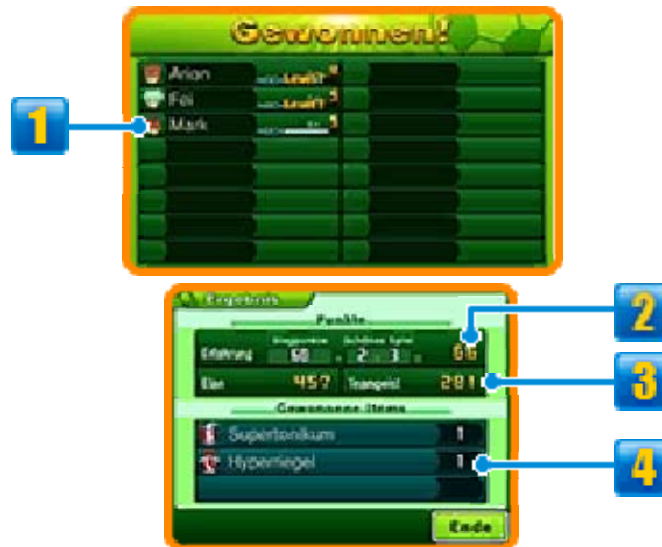 Gewonnen!
Arion
Fei
Mark
1
Ergebnis
Punkte
Erfahrung 60 2 3 66
Elan 457 Teamgeist 281
Gewonnene Items
Supertonikum 1
Hyperriegel 1
Ende
2
3
4